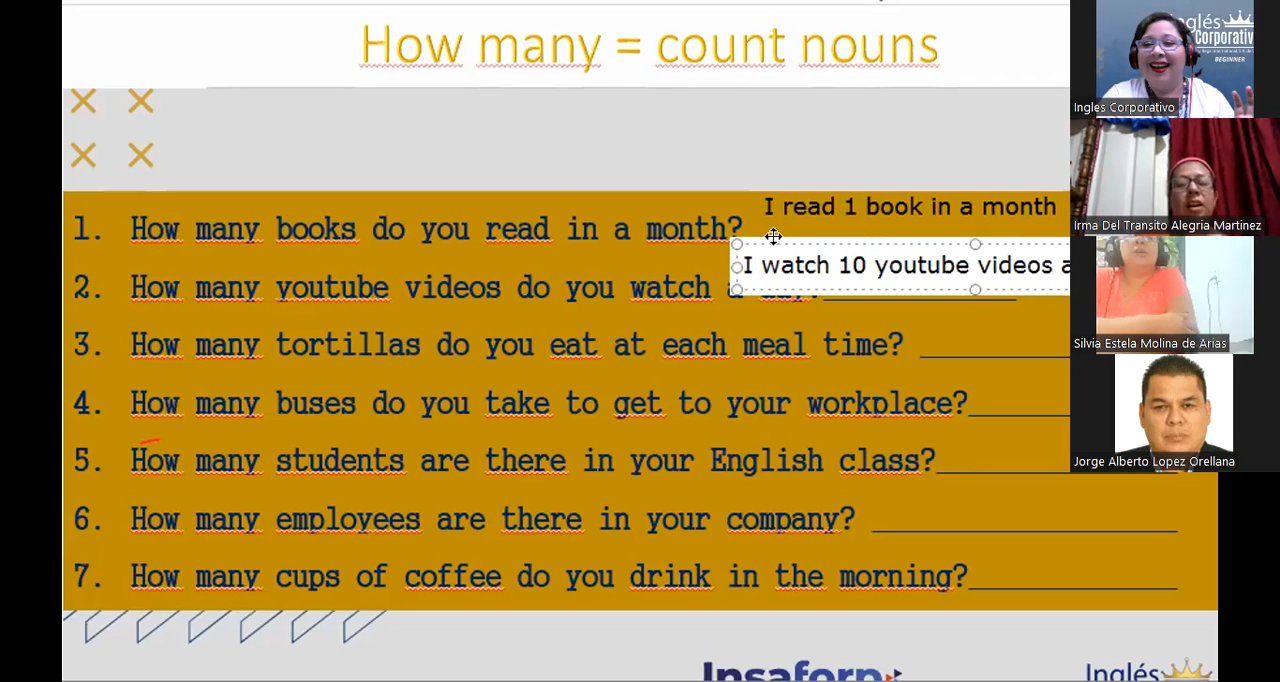 How many = count nouns
1. How many books do you read in a month?
I read 1 book in a month
I watch 10 youtube videos a
2. How many youtube videos do you watch a
3. How many tortillas do you eat at each meal time?
4. How many buses do you take to get to your workplace?
5. How many students are there in your English class?
6. How many employees are there in your company?
7. How many cups of coffee do you drink in the morning?
Insaforp
Inglés
Inglés
Corporativ
BEGINNER
Ingles Corporativo
Irma Del Transito Alegria Martinez
Silvia Estela Molina de Arias
Jorge Alberto Lopez Orellana